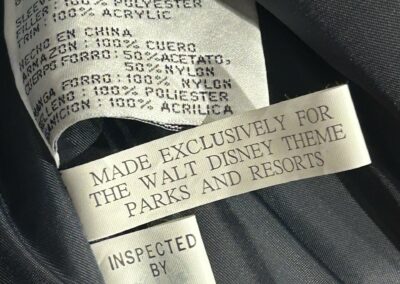 SLEEVE
FILLER: 100% POLYESTER
TRIM: 100% ACRYLIC
HECHO EN CHINA
ARMAZON: 100% CUERO
CUERPO FORRO: 50% ACETATO,
50% NYLON
MANGA FORRO: 100% NYLON
RELLENO: 100% POLIESTER
GUARNICION: 100% ACRILICA
MADE EXCLUSIVELY FOR
THE WALT DISNEY THEME
PARKS AND RESORTS
INSPECTED
BY